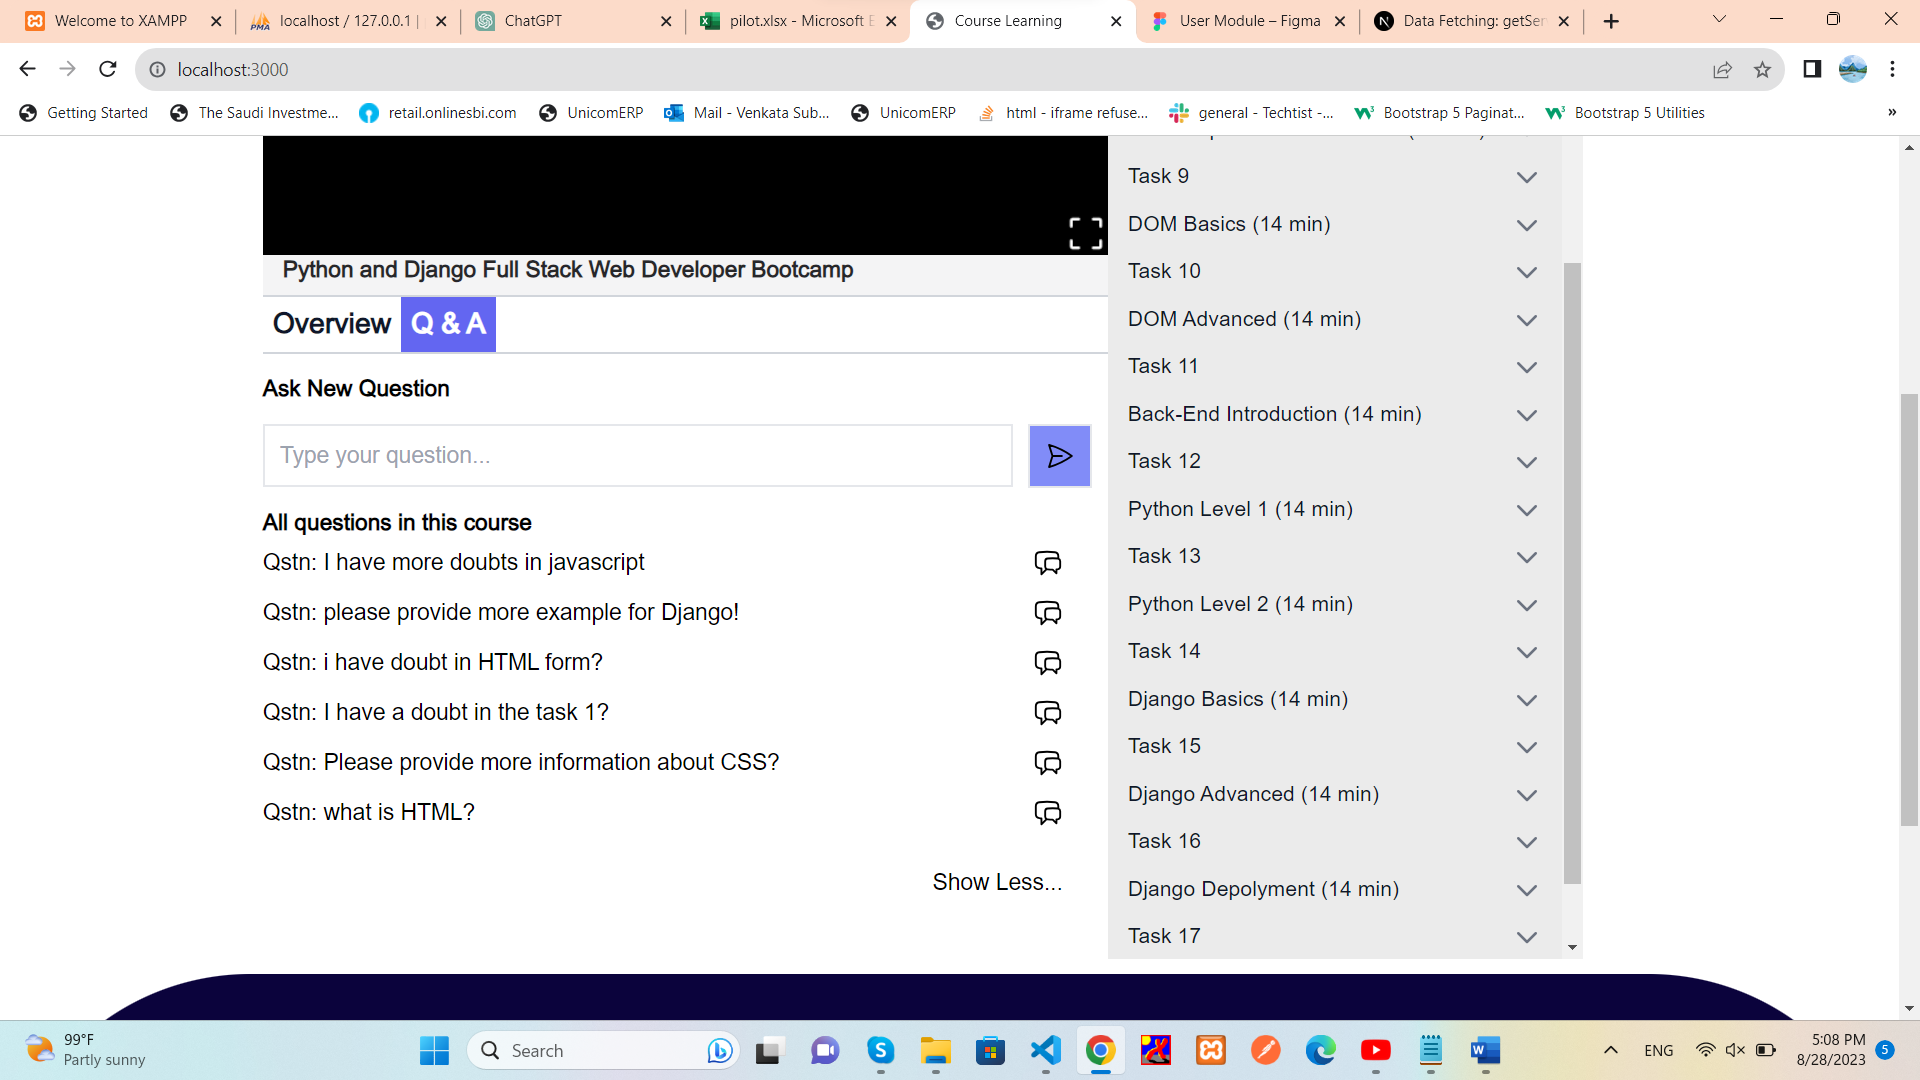 Welcome to XAMPP
localhost / 127.0.0.1 |
ChatGPT
pilot.xlsx - Microsoft E
Course Learning
User Module – Figma
Data Fetching: getSer
localhost:3000
Getting Started
The Saudi Investme...
retail.onlinesbi.com
UnicomERP
Mail - Venkata Sub...
UnicomERP
html - iframe refuse...
general - Techtist -...
Bootstrap 5 Paginat...
Bootstrap 5 Utilities
»
Python and Django Full Stack Web Developer Bootcamp
Overview
Q & A
Ask New Question
Type your question...
All questions in this course
Qstn: I have more doubts in javascript
Qstn: please provide more example for Django!
Qstn: i have doubt in HTML form?
Qstn: I have a doubt in the task 1?
Qstn: Please provide more information about CSS?
Qstn: what is HTML?
Show Less...
Task 9
DOM Basics (14 min)
Task 10
DOM Advanced (14 min)
Task 11
Back-End Introduction (14 min)
Task 12
Python Level 1 (14 min)
Task 13
Python Level 2 (14 min)
Task 14
Django Basics (14 min)
Task 15
Django Advanced (14 min)
Task 16
Django Depolyment (14 min)
Task 17
99°F
Partly sunny
Search
ENG
5:08 PM
8/28/2023
5